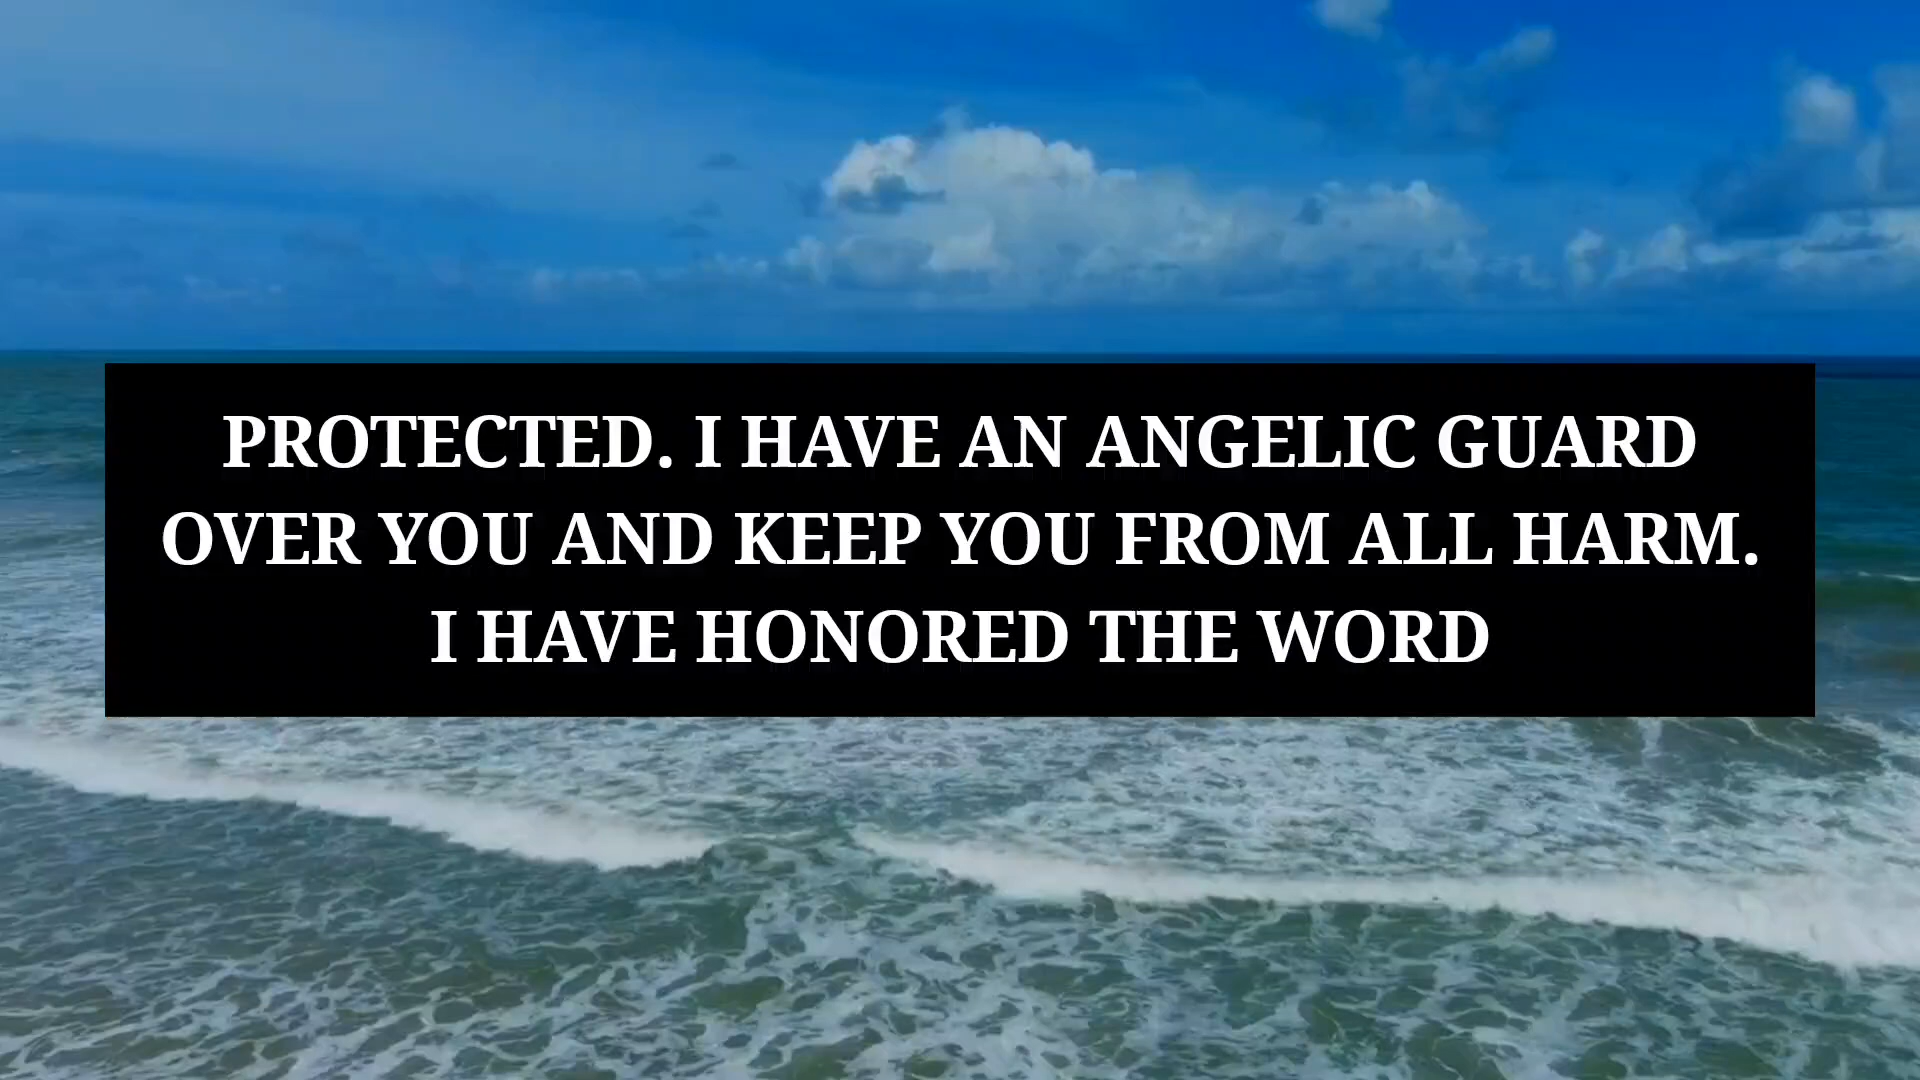 PROTECTED. I HAVE AN ANGELIC GUARD
OVER YOU AND KEEP YOU FROM ALL HARM.
I HAVE HONORED THE WORD